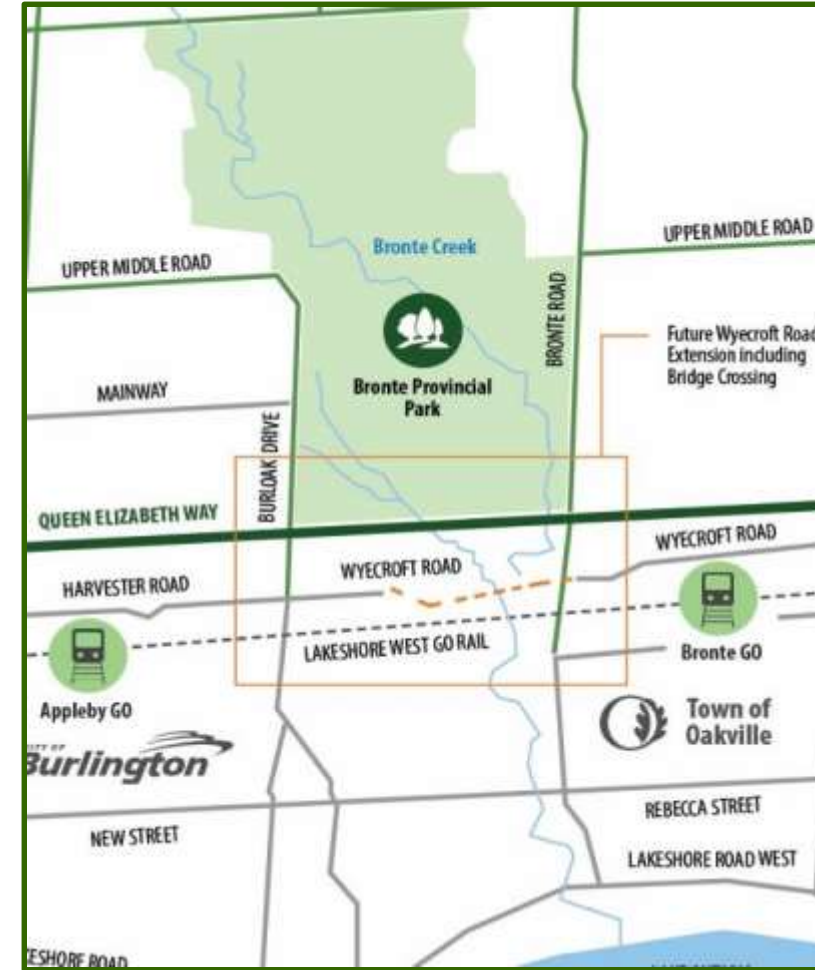 UPPER MIDDLE ROAD
Bronte Creek
UPPER MIDDLE ROAD
BRONTE ROAD
Future Wyecroft Road
Extension including
Bridge Crossing
Bronte Provincial
Park
MAINWAY
BURLOAK DRIVE
QUEEN ELIZABETH WAY
WYECROFT ROAD
WYECROFT ROAD
HARVESTER ROAD
LAKESHORE WEST GO RAIL
Bronte GO
Appleby GO
Town of
Oakville
Burlington
REBECCA STREET
NEW STREET
LAKESHORE ROAD WEST